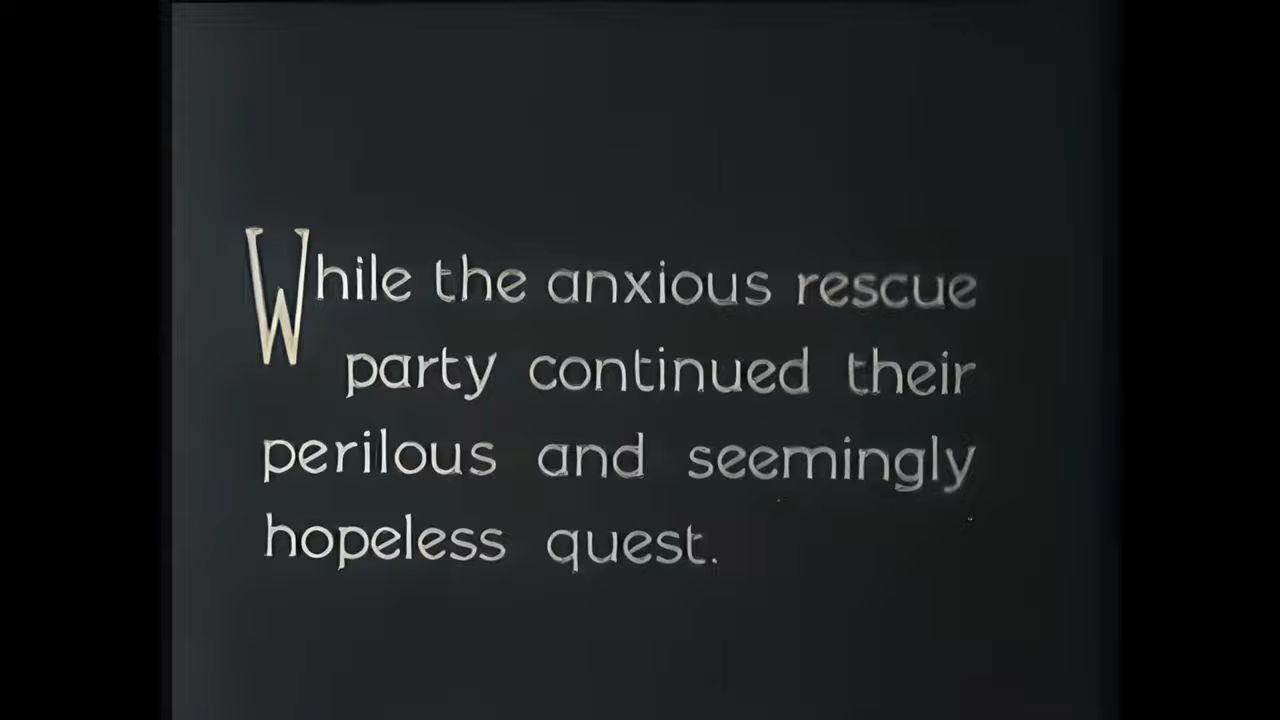 While the anxious rescue
party continued their
perilous and seemingly
hopeless quest.